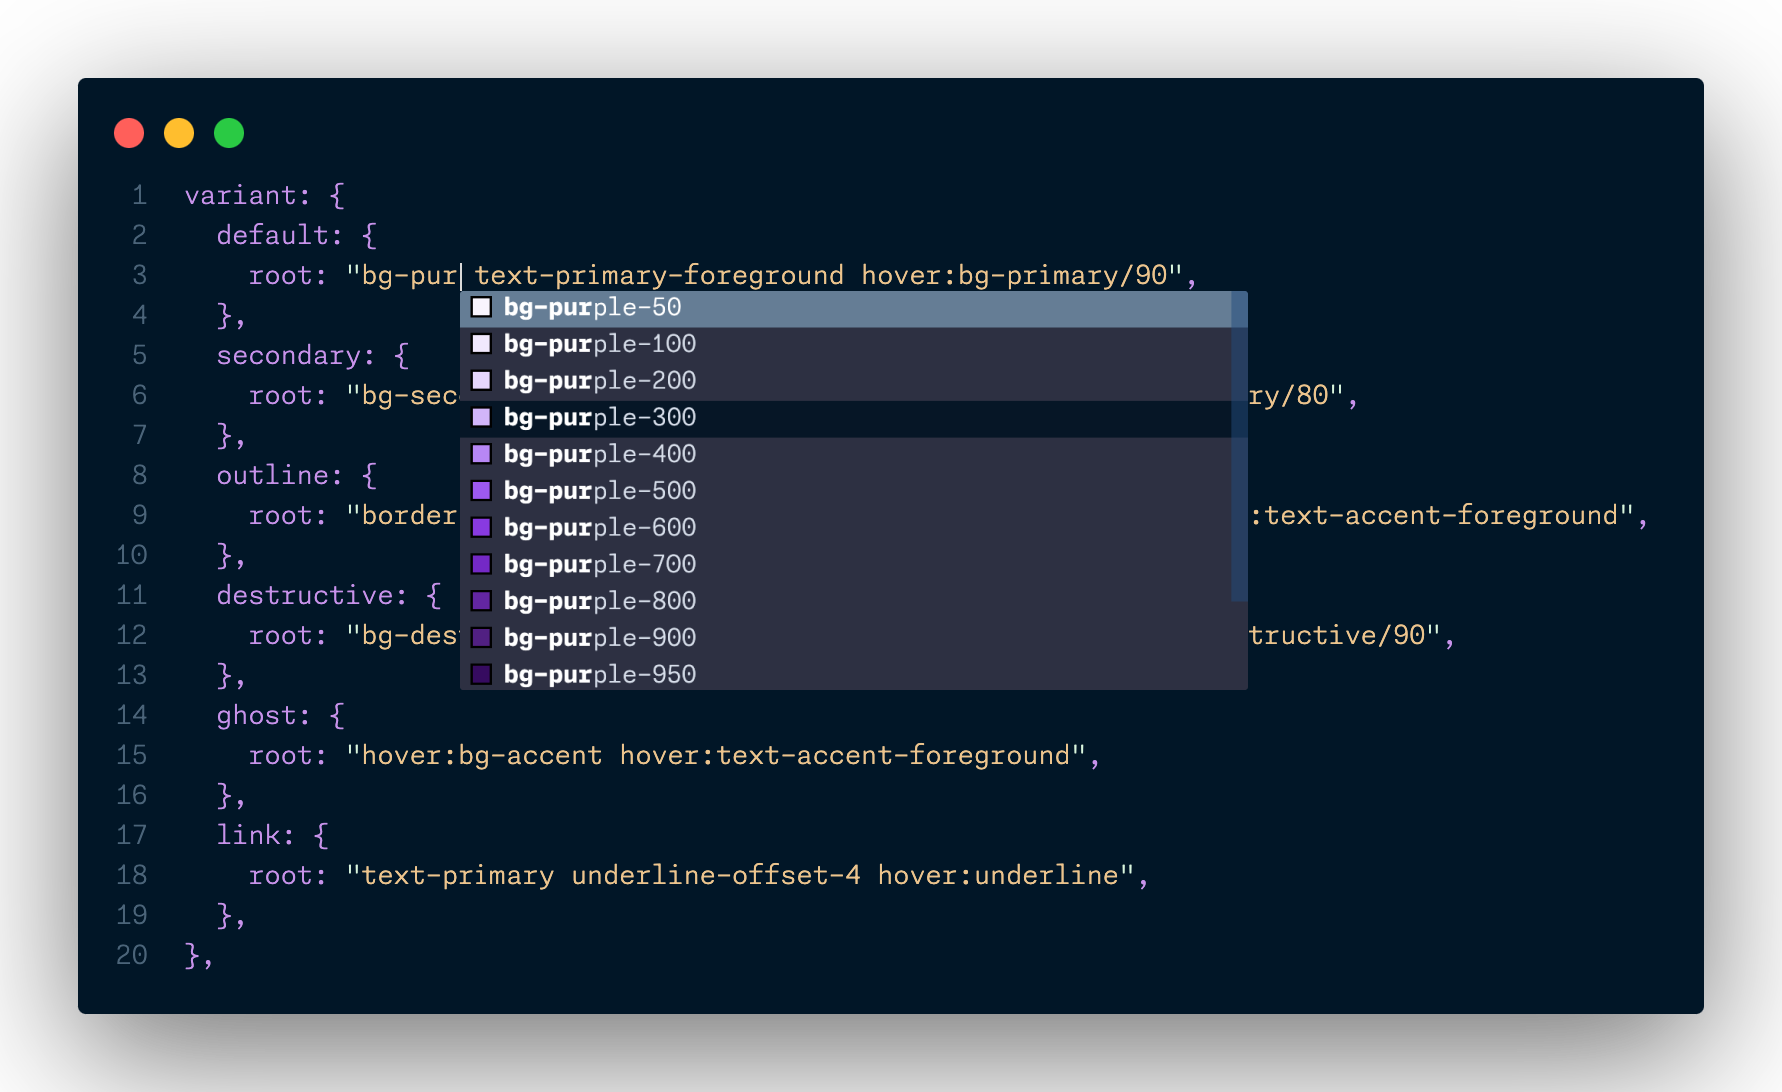 1 variant: {
2 default: {
3 root: "bg-pur text-primary-foreground hover:bg-primary/90",
bg-purple-50
4 },
bg-purple-100
5 secondary: {
bg-purple-200
6 root: "bg-sec ry/80",
bg-purple-300
7 },
bg-purple-400
8 outline: {
bg-purple-500
9 root: "border :text-accent-foreground",
bg-purple-600
10 },
bg-purple-700
11 destructive: {
bg-purple-800
12 root: "bg-des tructive/90",
bg-purple-900
13 },
bg-purple-950
14 ghost: {
15 root: "hover:bg-accent hover:text-accent-foreground",
16 },
17 link: {
18 root: "text-primary underline-offset-4 hover:underline",
19 },
20 },